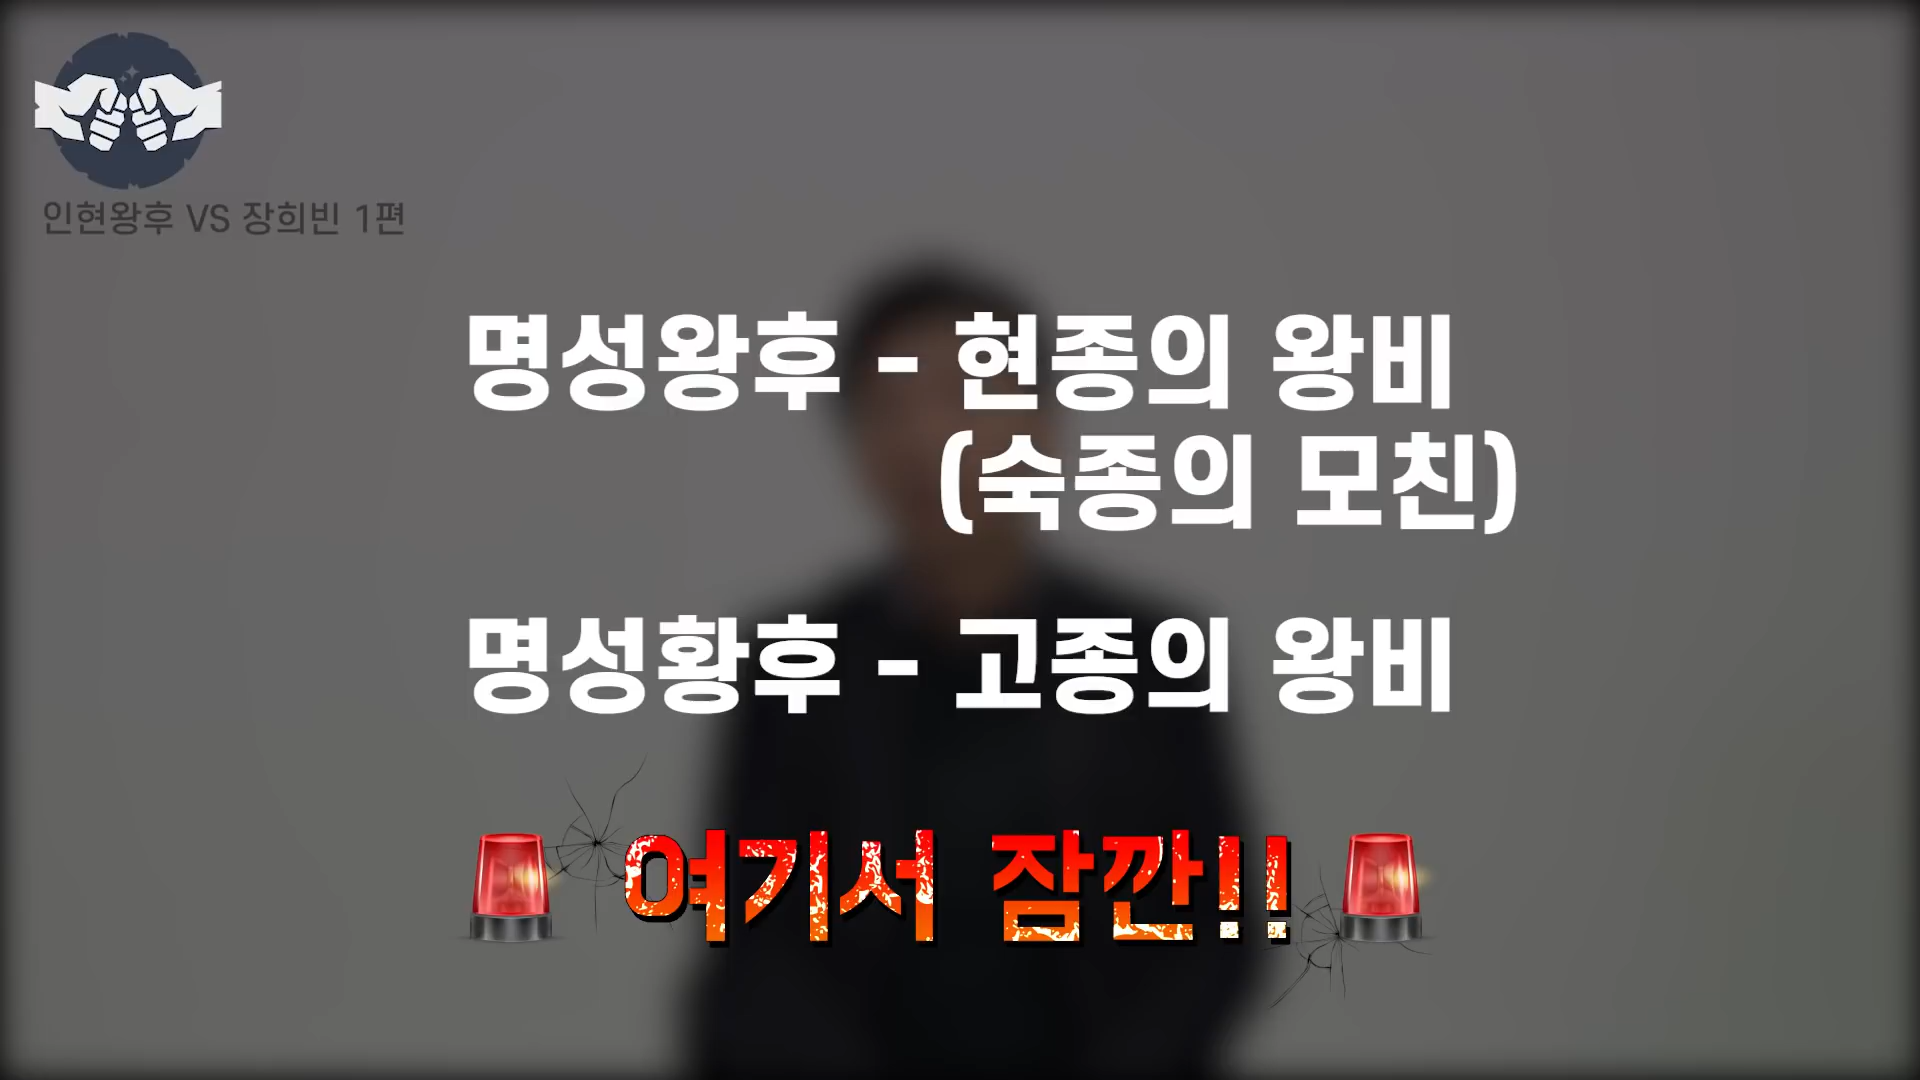 인현왕후 VS 장희빈 1편
명성왕후 - 현종의 왕비
(숙종의 모친)
명성황후 - 고종의 왕비
여기서 잠깐!!